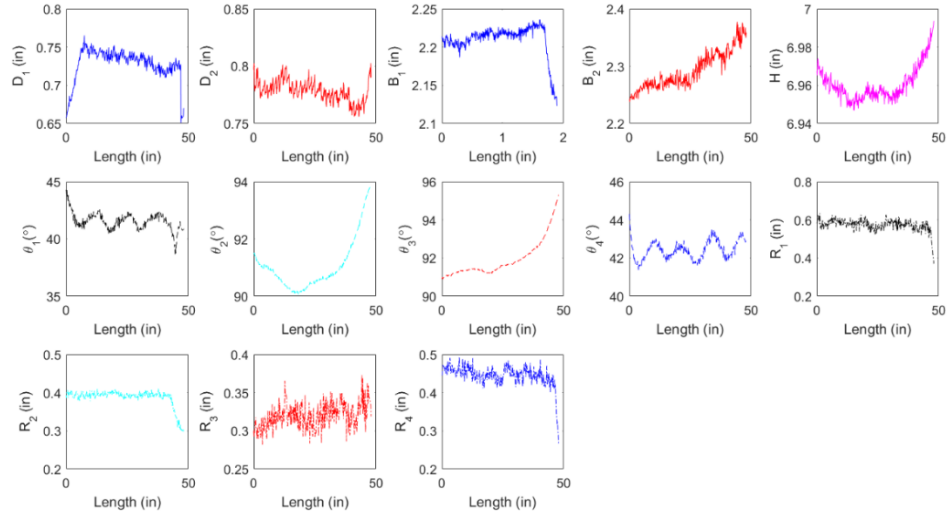 D1 (in) 0.85 0.8 0.75 0.7 0.65 0 50 Length (in)
D2 (in) 0.85 0.8 0.75 0 50 Length (in)
B1 (in) 2.25 2.2 2.15 2.1 0 1 2 Length (in)
B2 (in) 2.4 2.3 2.2 0 50 Length (in)
H (in) 7 6.98 6.96 6.94 0 50 Length (in)
θ1(°) 45 40 35 0 50 Length (in)
θ2(°) 94 92 90 0 50 Length (in)
θ3(°) 96 94 92 90 0 50 Length (in)
θ4(°) 46 44 42 40 0 50 Length (in)
R1 (in) 0.8 0.6 0.4 0.2 0 50 Length (in)
R2 (in) 0.5 0.4 0.3 0.2 0 50 Length (in)
R3 (in) 0.4 0.35 0.3 0.25 0 50 Length (in)
R4 (in) 0.5 0.4 0.3 0.2 0 50 Length (in)